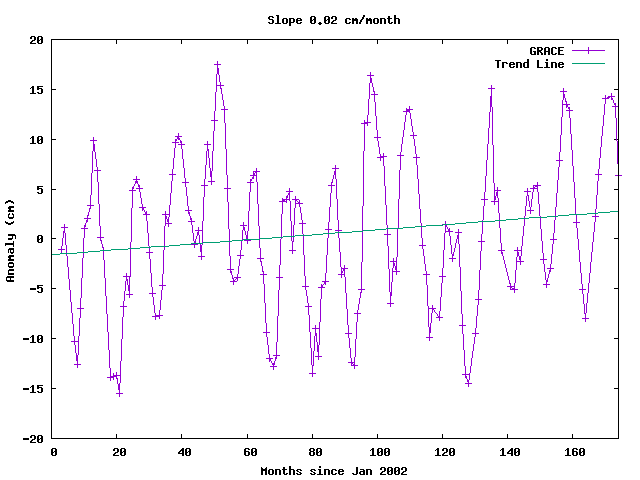 Slope 0.02 cm/month
20
15
10
5
0
-5
-10
-15
-20
Anomaly (cm)
GRACE
Trend Line
0 20 40 60 80 100 120 140 160
Months since Jan 2002